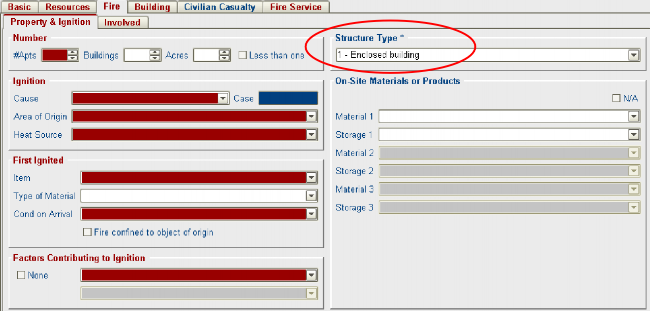 Basic Resources Fire Building Civilian Casualty Fire Service
Property & Ignition Involved
Number
#Apts Buildings Acres Less than one
Structure Type *
1 - Enclosed building
Ignition
Cause Case
Area of Origin
Heat Source
On-Site Materials or Products
N/A
Material 1
Storage 1
Material 2
Storage 2
Material 3
Storage 3
First Ignited
Item
Type of Material
Cond on Arrival
Fire confined to object of origin
Factors Contributing to Ignition
None